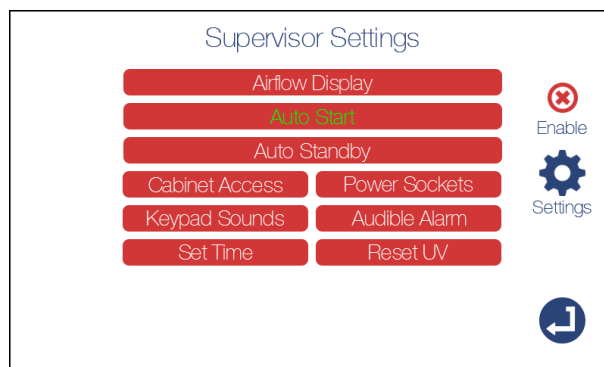 Supervisor Settings
Airflow Display
Auto Start
Enable
Auto Standby
Cabinet Access
Power Sockets
Keypad Sounds
Audible Alarm
Settings
Set Time
Reset UV